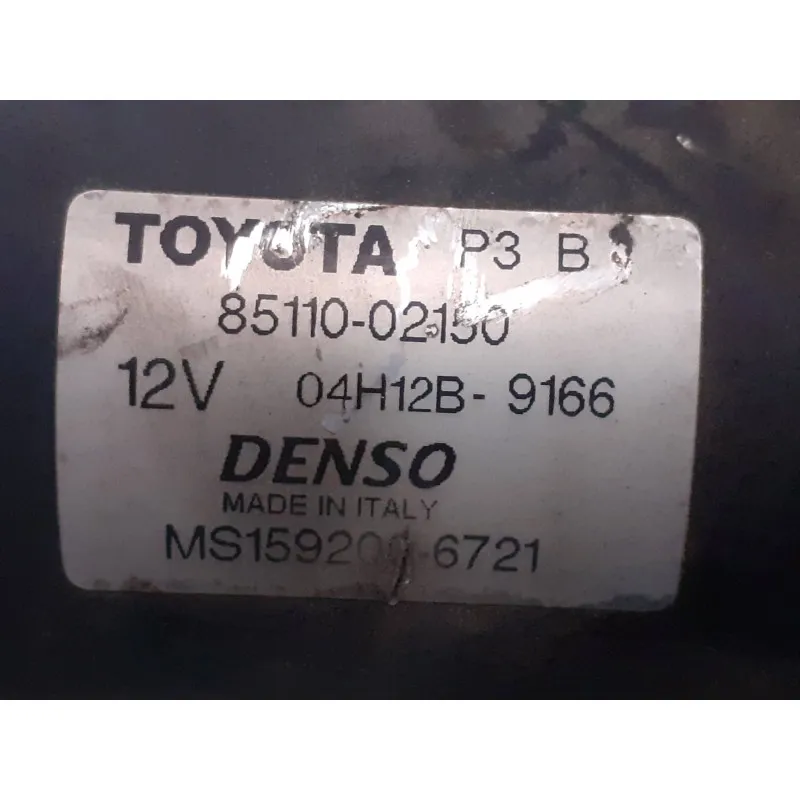 TOYOTA P3 B
85110-02150
12V 04H12B- 9166
DENSO
MADE IN ITALY
MS159200-6721